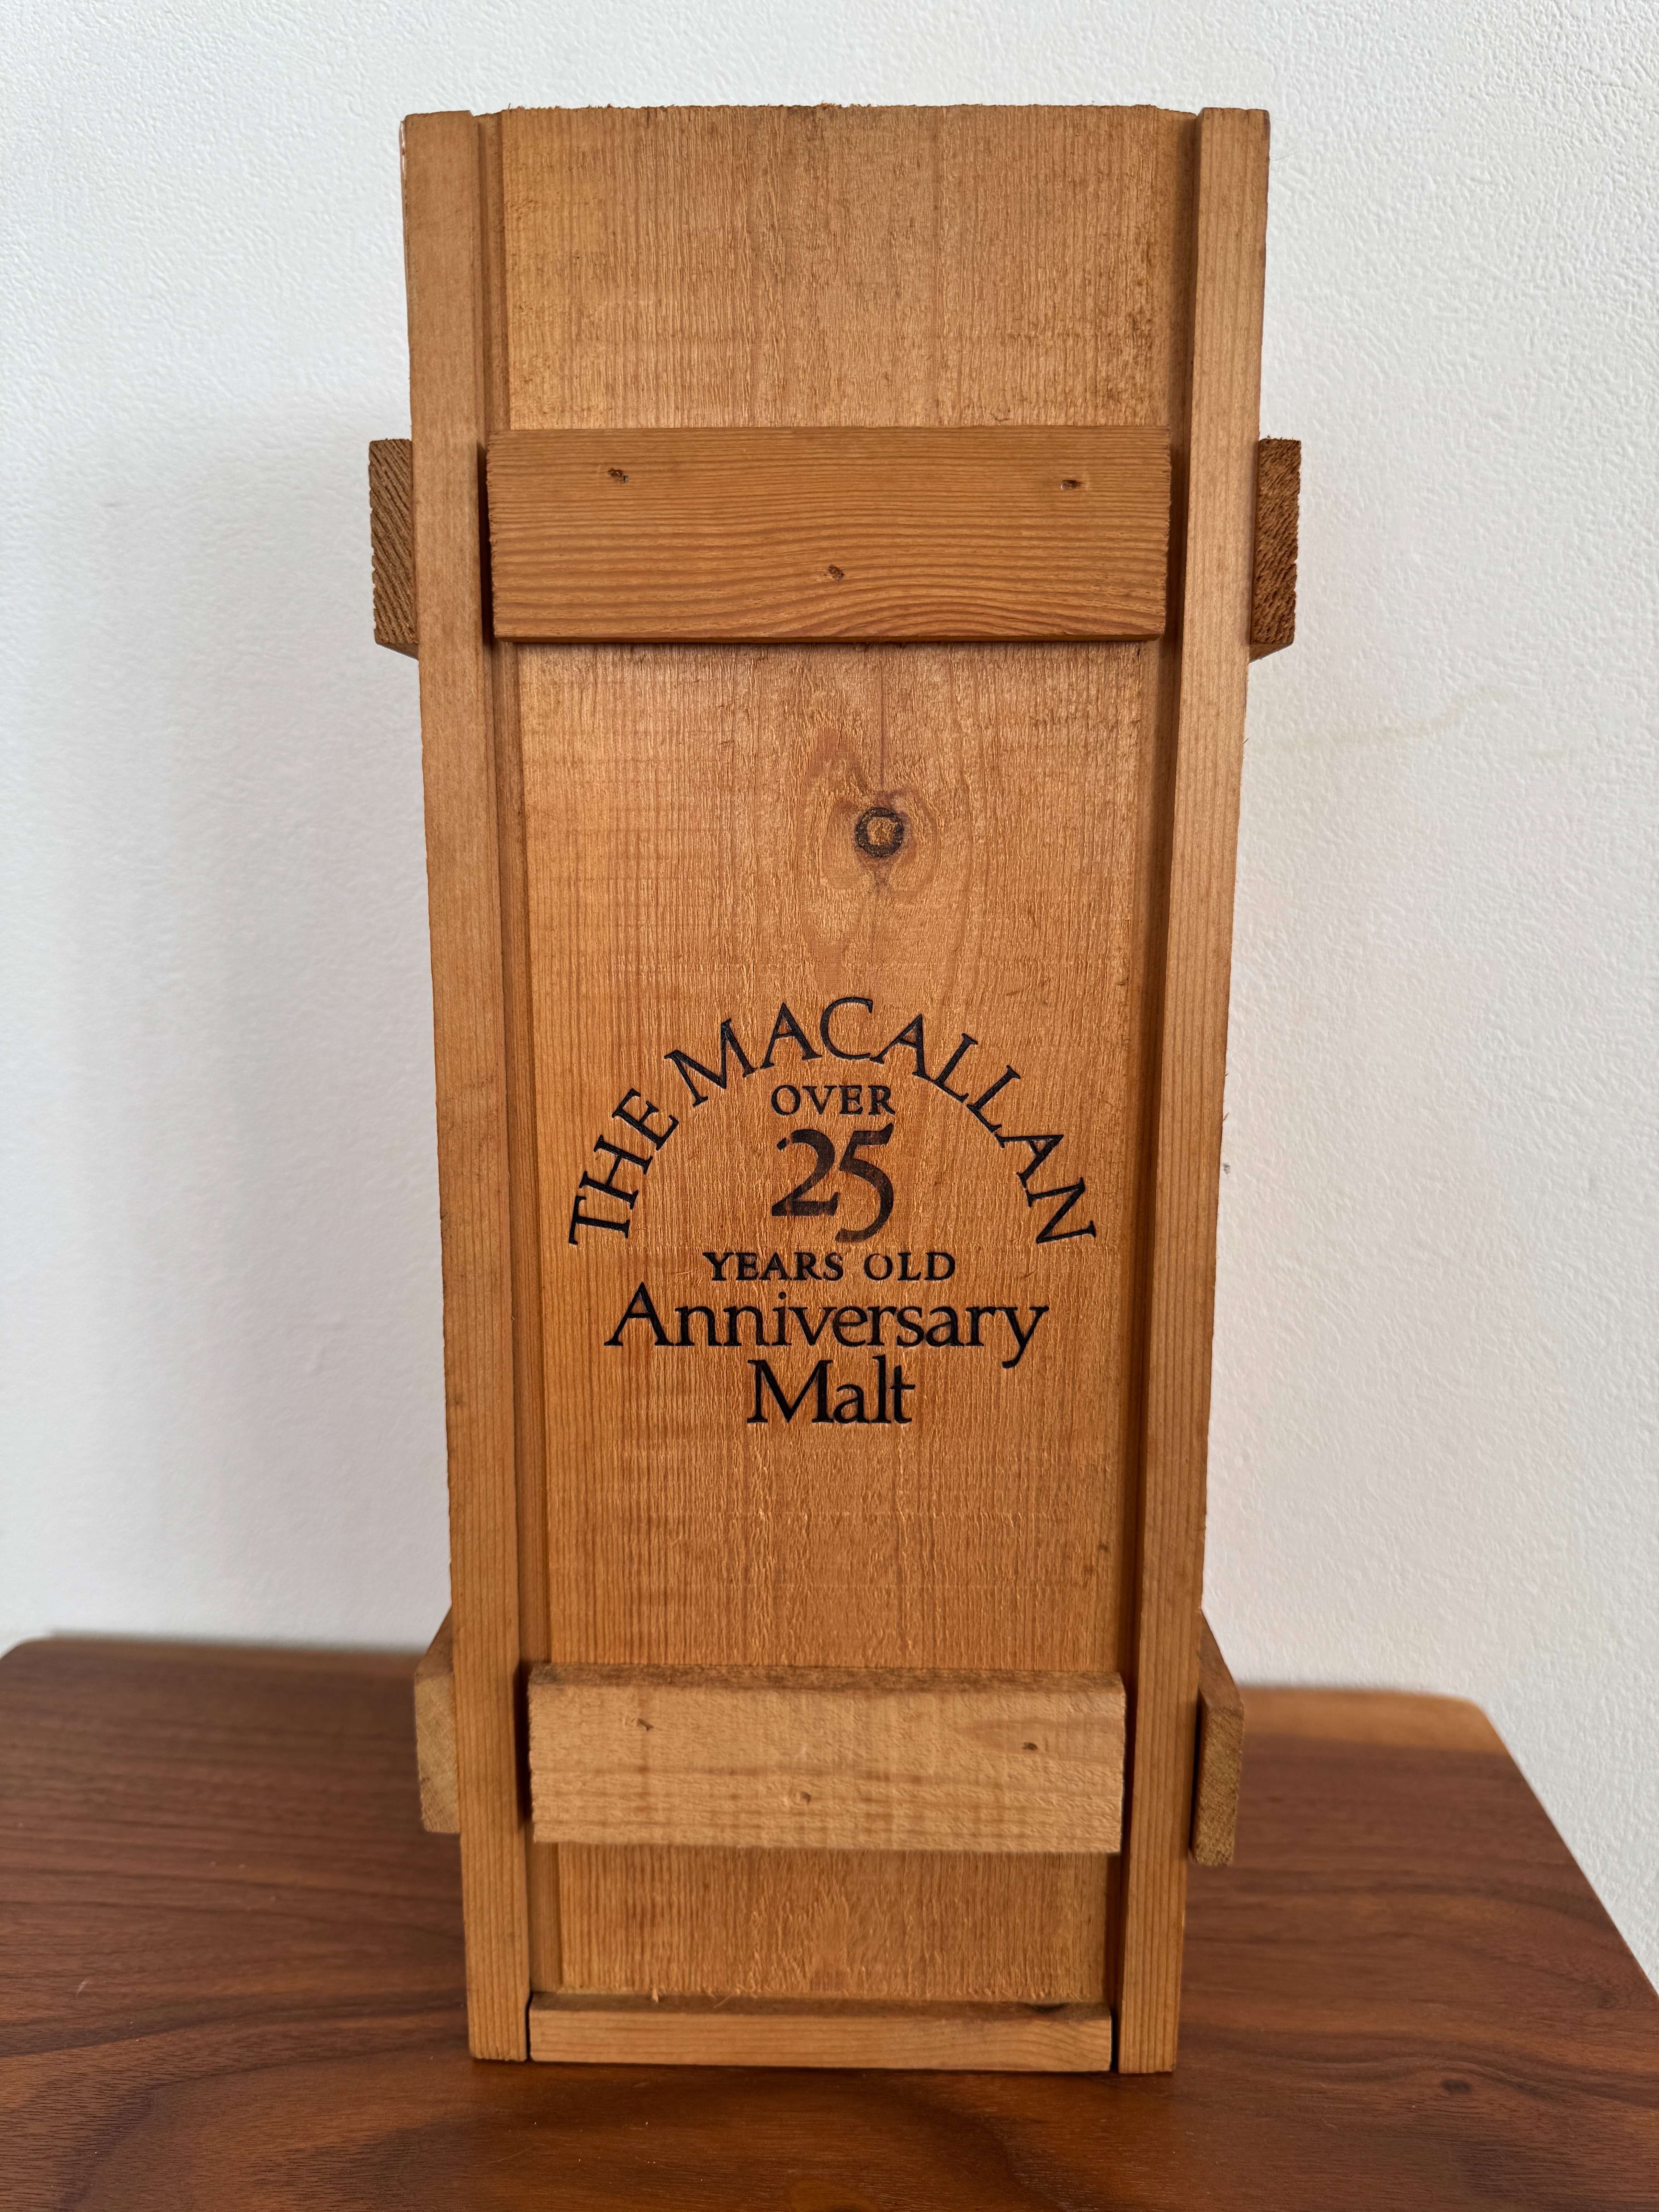 THE MACALLAN
OVER
25
YEARS OLD
Anniversary
Malt